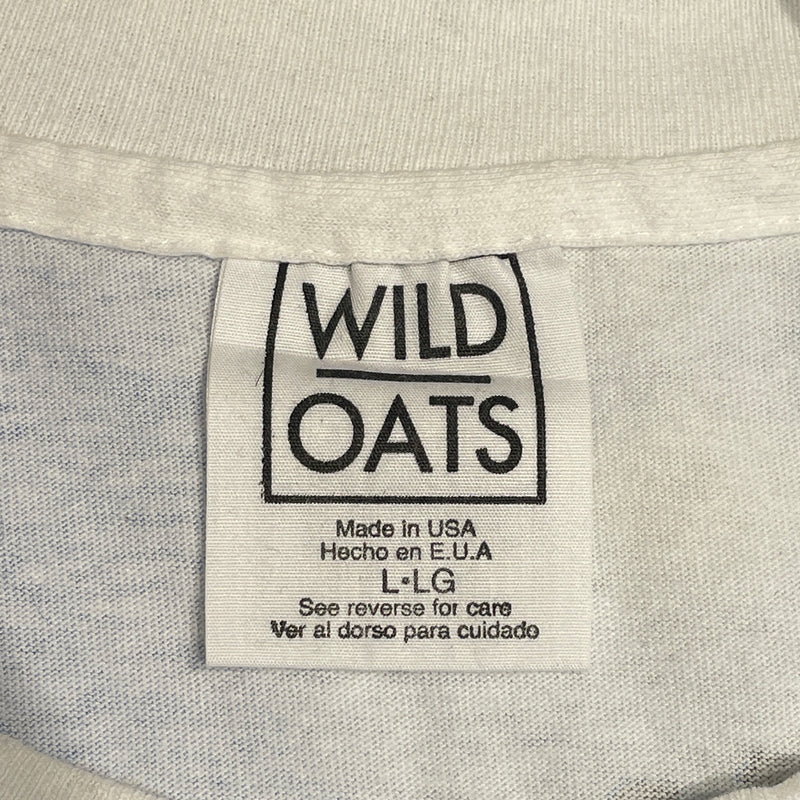 WILD
OATS
Made in USA
Hecho en E.U.A
L•LG
See reverse for care
Ver al dorso para cuidado